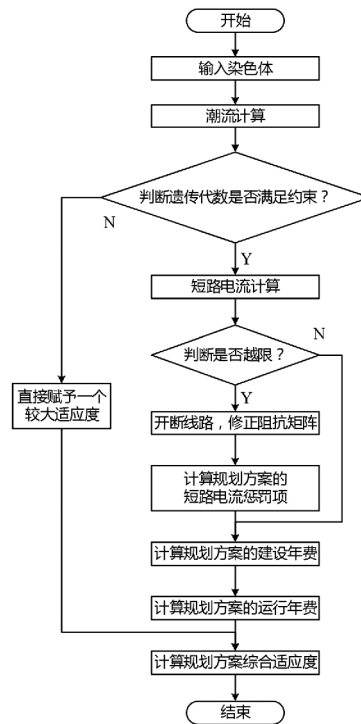 开始
输入染色体
潮流计算
判断遗传代数是否满足约束？
N
Y
短路电流计算
判断是否越限？
N
Y
直接赋予一个
较大适应度
开断线路，修正阻抗矩阵
计算规划方案的
短路电流惩罚项
计算规划方案的建设年费
计算规划方案的运行年费
计算规划方案综合适应度
结束